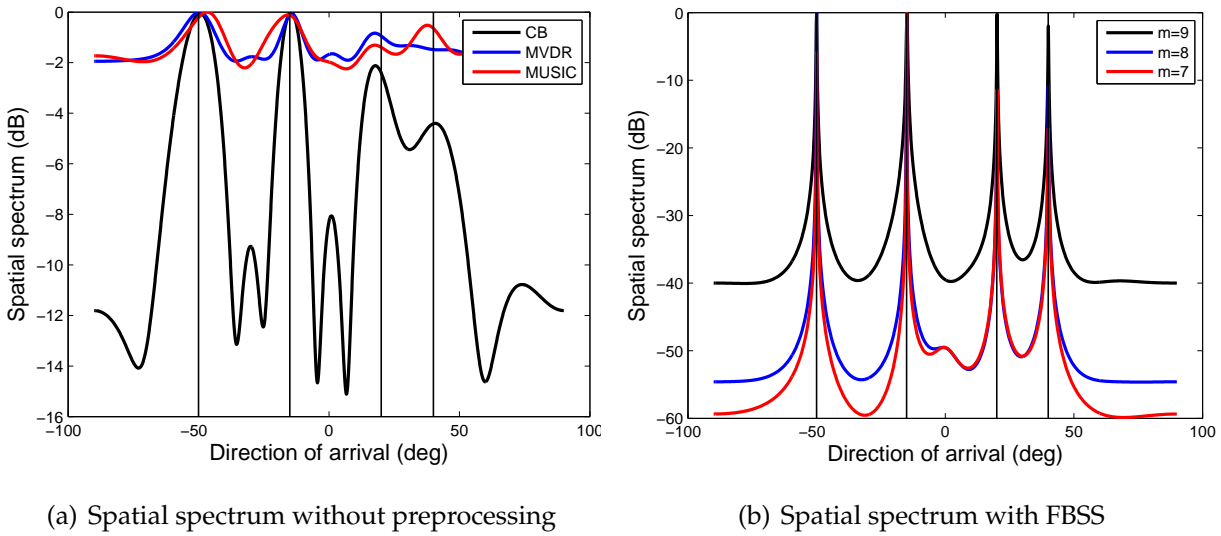 0
−2
−4
−6
−8
−10
−12
−14
−16
−100
−50
0
50
100
Spatial spectrum (dB)
Direction of arrival (deg)
CB
MVDR
MUSIC
(a) Spatial spectrum without preprocessing
0
−10
−20
−30
−40
−50
−60
−100
−50
0
50
100
Spatial spectrum (dB)
Direction of arrival (deg)
m=9
m=8
m=7
(b) Spatial spectrum with FBSS